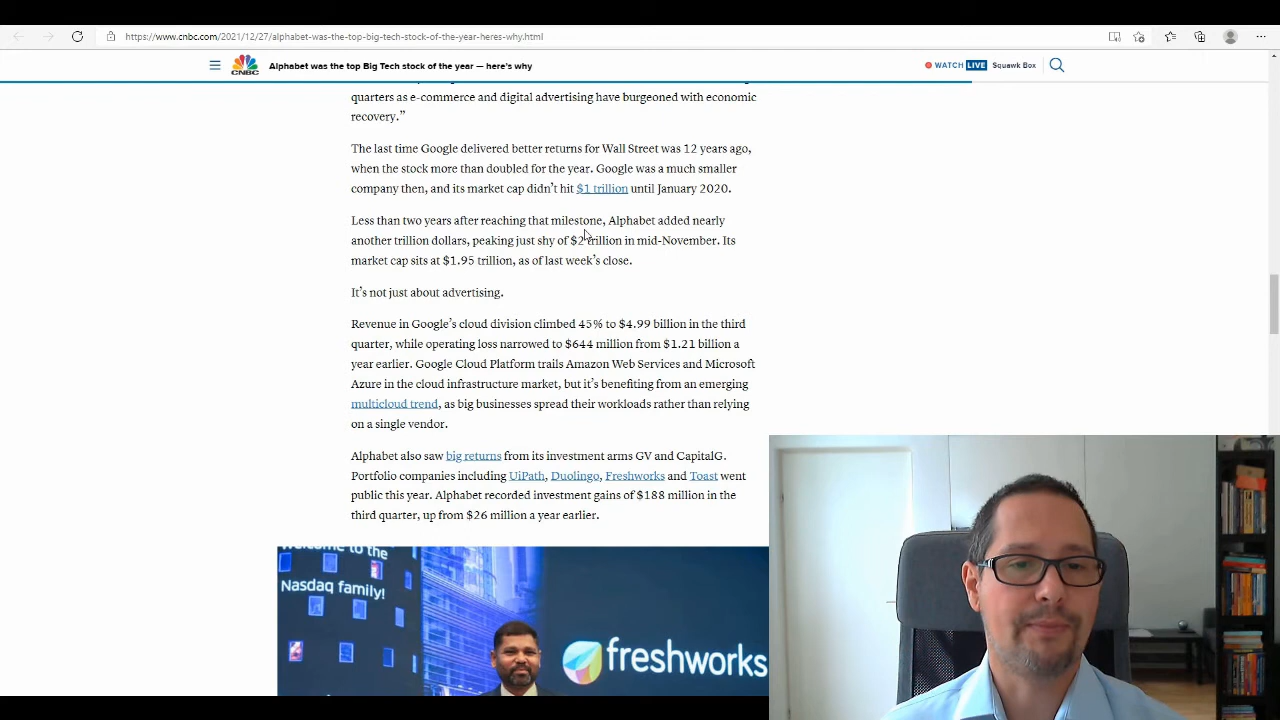 https://www.cnbc.com/2021/12/27/alphabet-was-the-top-big-tech-stock-of-the-year-heres-why.html
CNBC
Alphabet was the top Big Tech stock of the year — here's why
WATCH LIVE Squawk Box
quarters as e-commerce and digital advertising have burgeoned with economic
recovery.”
The last time Google delivered better returns for Wall Street was 12 years ago,
when the stock more than doubled for the year. Google was a much smaller
company then, and its market cap didn’t hit $1 trillion until January 2020.
Less than two years after reaching that milestone, Alphabet added nearly
another trillion dollars, peaking just shy of $2 trillion in mid-November. Its
market cap sits at $1.95 trillion, as of last week’s close.
It’s not just about advertising.
Revenue in Google’s cloud division climbed 45% to $4.99 billion in the third
quarter, while operating loss narrowed to $644 million from $1.21 billion a
year earlier. Google Cloud Platform trails Amazon Web Services and Microsoft
Azure in the cloud infrastructure market, but it’s benefiting from an emerging
multicloud trend, as big businesses spread their workloads rather than relying
on a single vendor.
Alphabet also saw big returns from its investment arms GV and CapitalG.
Portfolio companies including UiPath, Duolingo, Freshworks and Toast went
public this year. Alphabet recorded investment gains of $188 million in the
third quarter, up from $26 million a year earlier.
Welcome to the
Nasdaq family!
freshworks